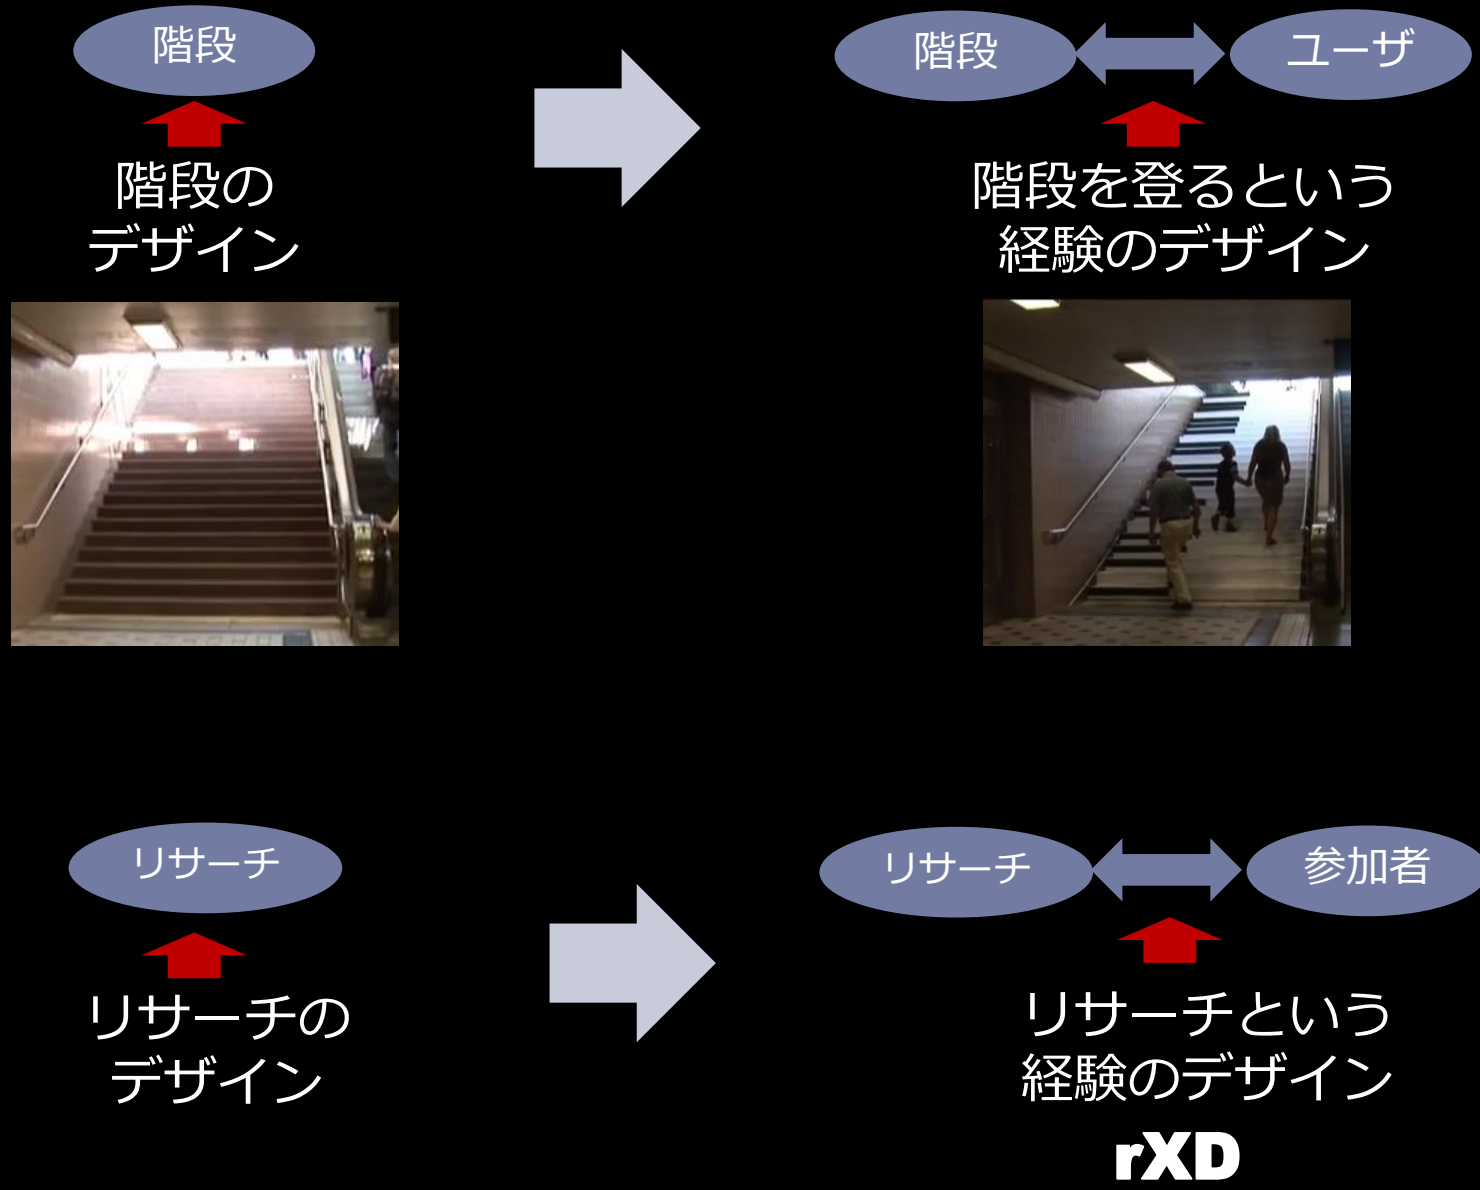 階段
階段の
デザイン
階段
ユーザ
階段を登るという
経験のデザイン
リサーチ
リサーチの
デザイン
リサーチ
参加者
リサーチという
経験のデザイン
rXD